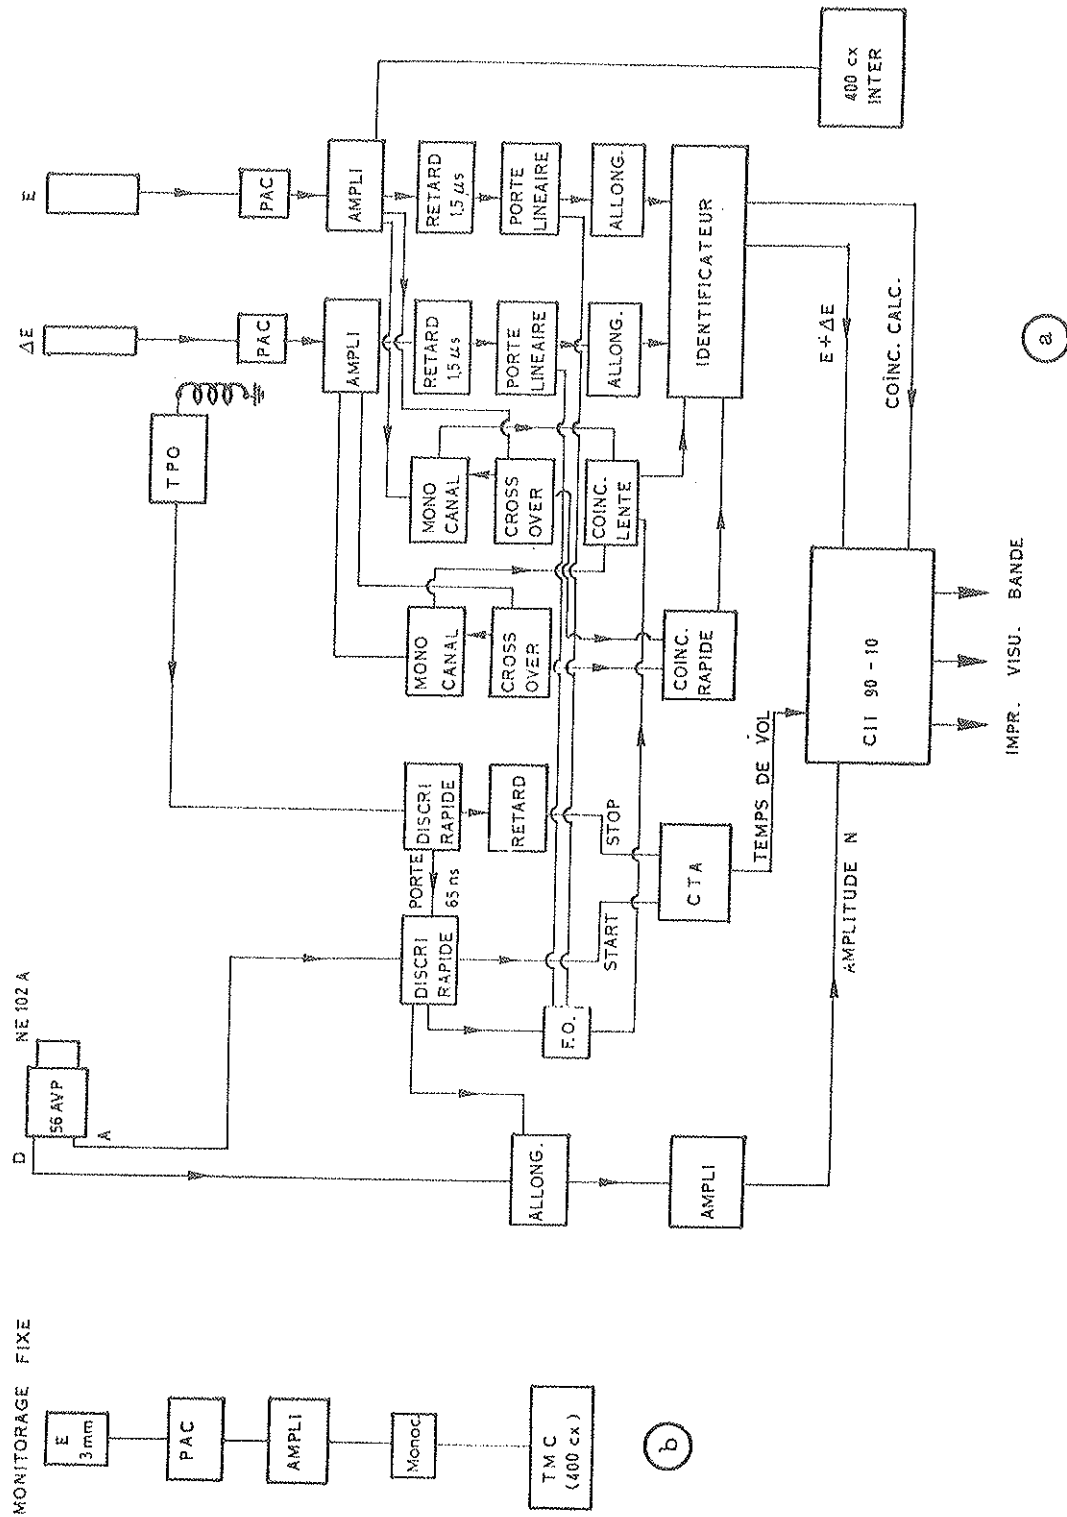 MONITORAGE FIXE
E
3mm
PAC
AMPLI
Monoc.
TMC
(400 cx)
b
NE 102 A
56 AVP
D
A
ALLONG.
AMPLI
AMPLITUDE N
TPO
DISCRI
RAPIDE
PORTE
65 ns
DISCRI
RAPIDE
RETARD
F.O.
START
STOP
CTA
TEMPS DE VOL
ΔE
PAC
AMPLI
RETARD
1,5 µs
PORTE
LINEAIRE
ALLONG.
E
PAC
AMPLI
RETARD
1,5 µs
PORTE
LINEAIRE
ALLONG.
MONO
CANAL
CROSS
OVER
MONO
CANAL
CROSS
OVER
COINC.
LENTE
COINC.
RAPIDE
IDENTIFICATEUR
400 cx
INTER
E+ΔE
COINC. CALC.
CII 90-10
IMPR. VISU. BANDE
a